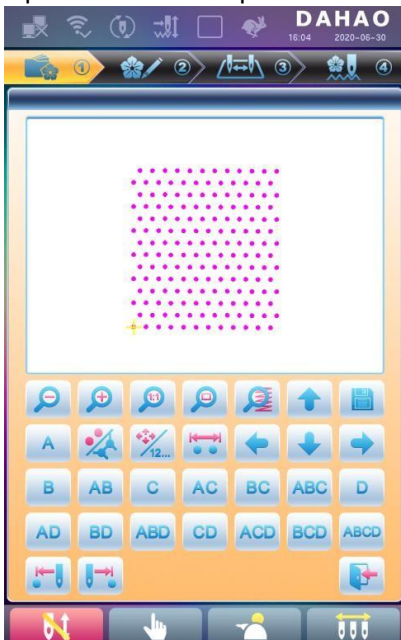 DAHAO
16:04 2020-06-30
① ② ③ ④
1:1
A 12...
B AB C AC BC ABC D
AD BD ABD CD ACD BCD ABCD